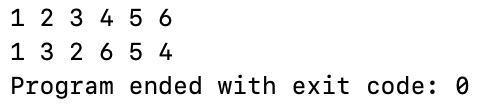 1 2 3 4 5 6
1 3 2 6 5 4
Program ended with exit code: 0